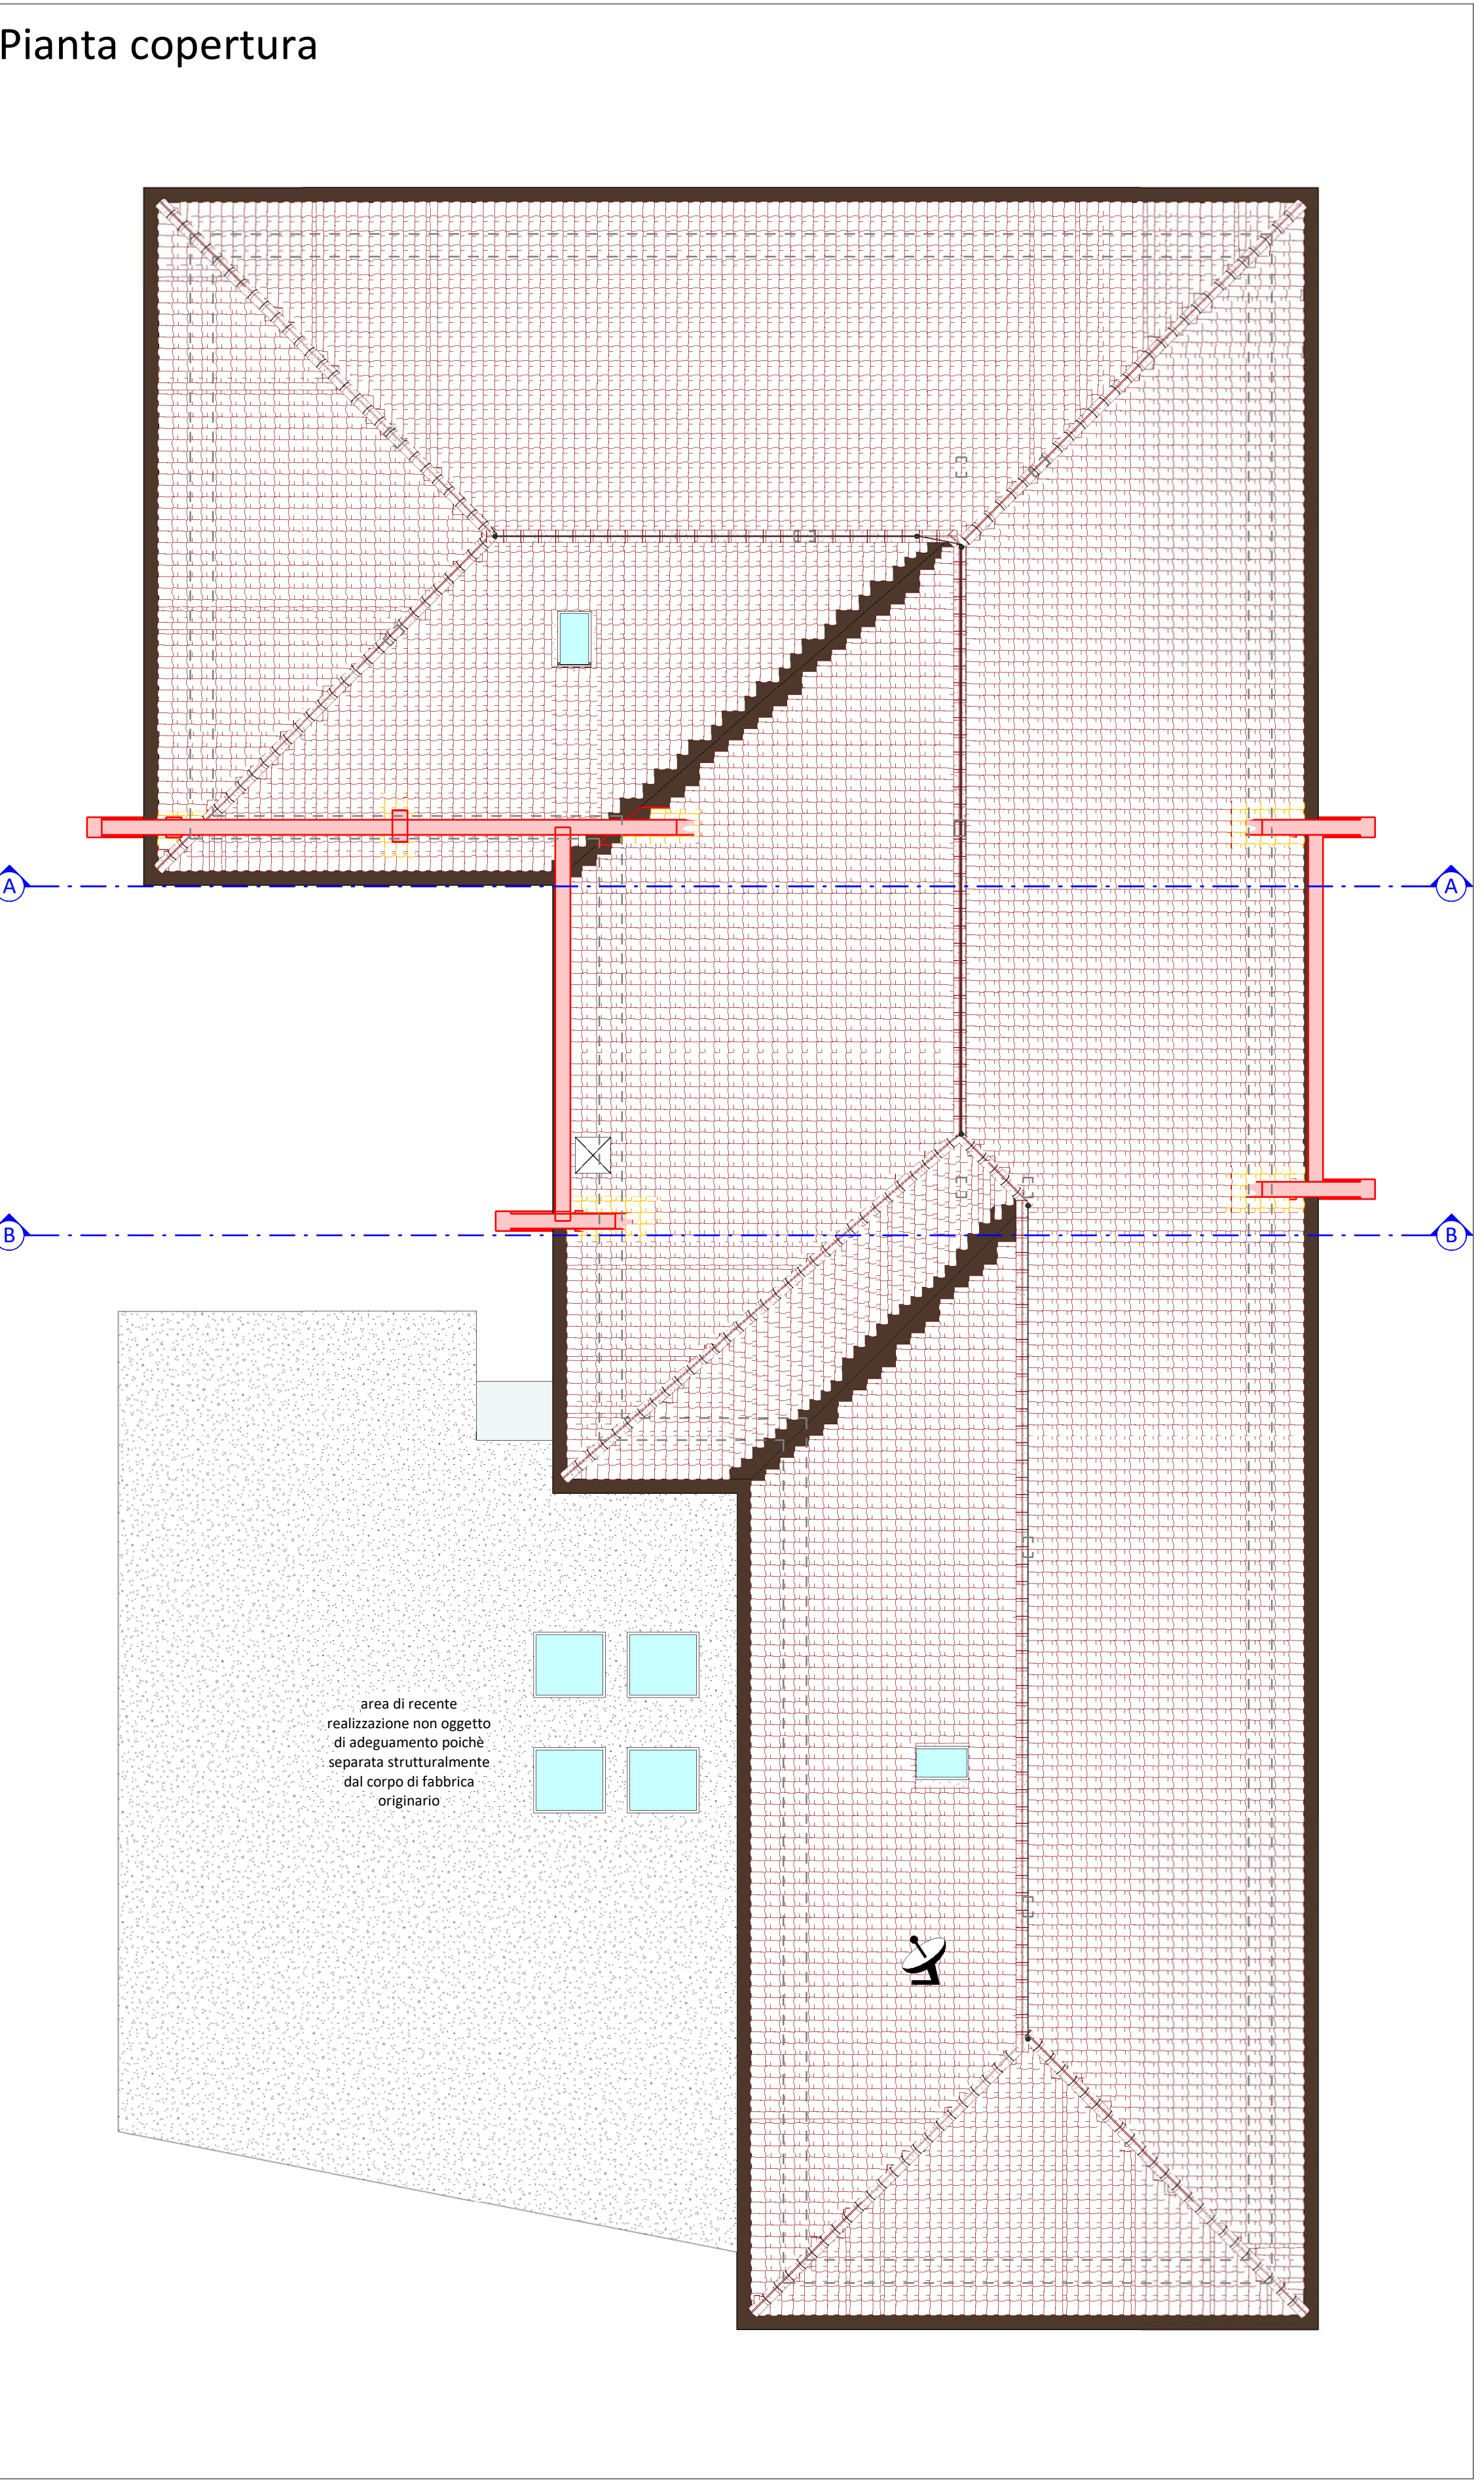 Pianta copertura
A
A
B
B
area di recente
realizzazione non oggetto
di adeguamento poichè
separata strutturalmente
dal corpo di fabbrica
originario